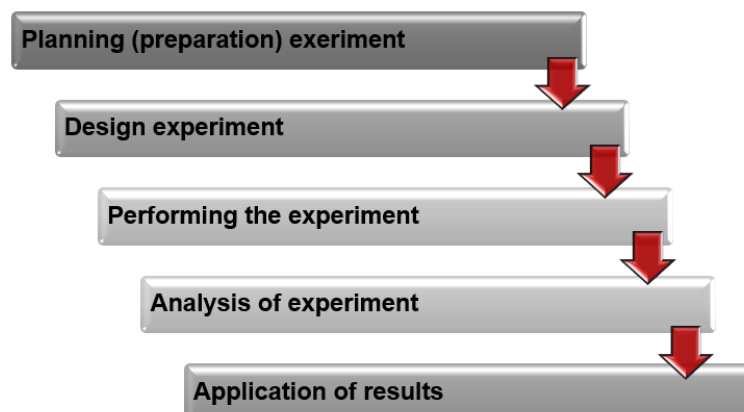 Planning (preparation) exeriment
Design experiment
Performing the experiment
Analysis of experiment
Application of results